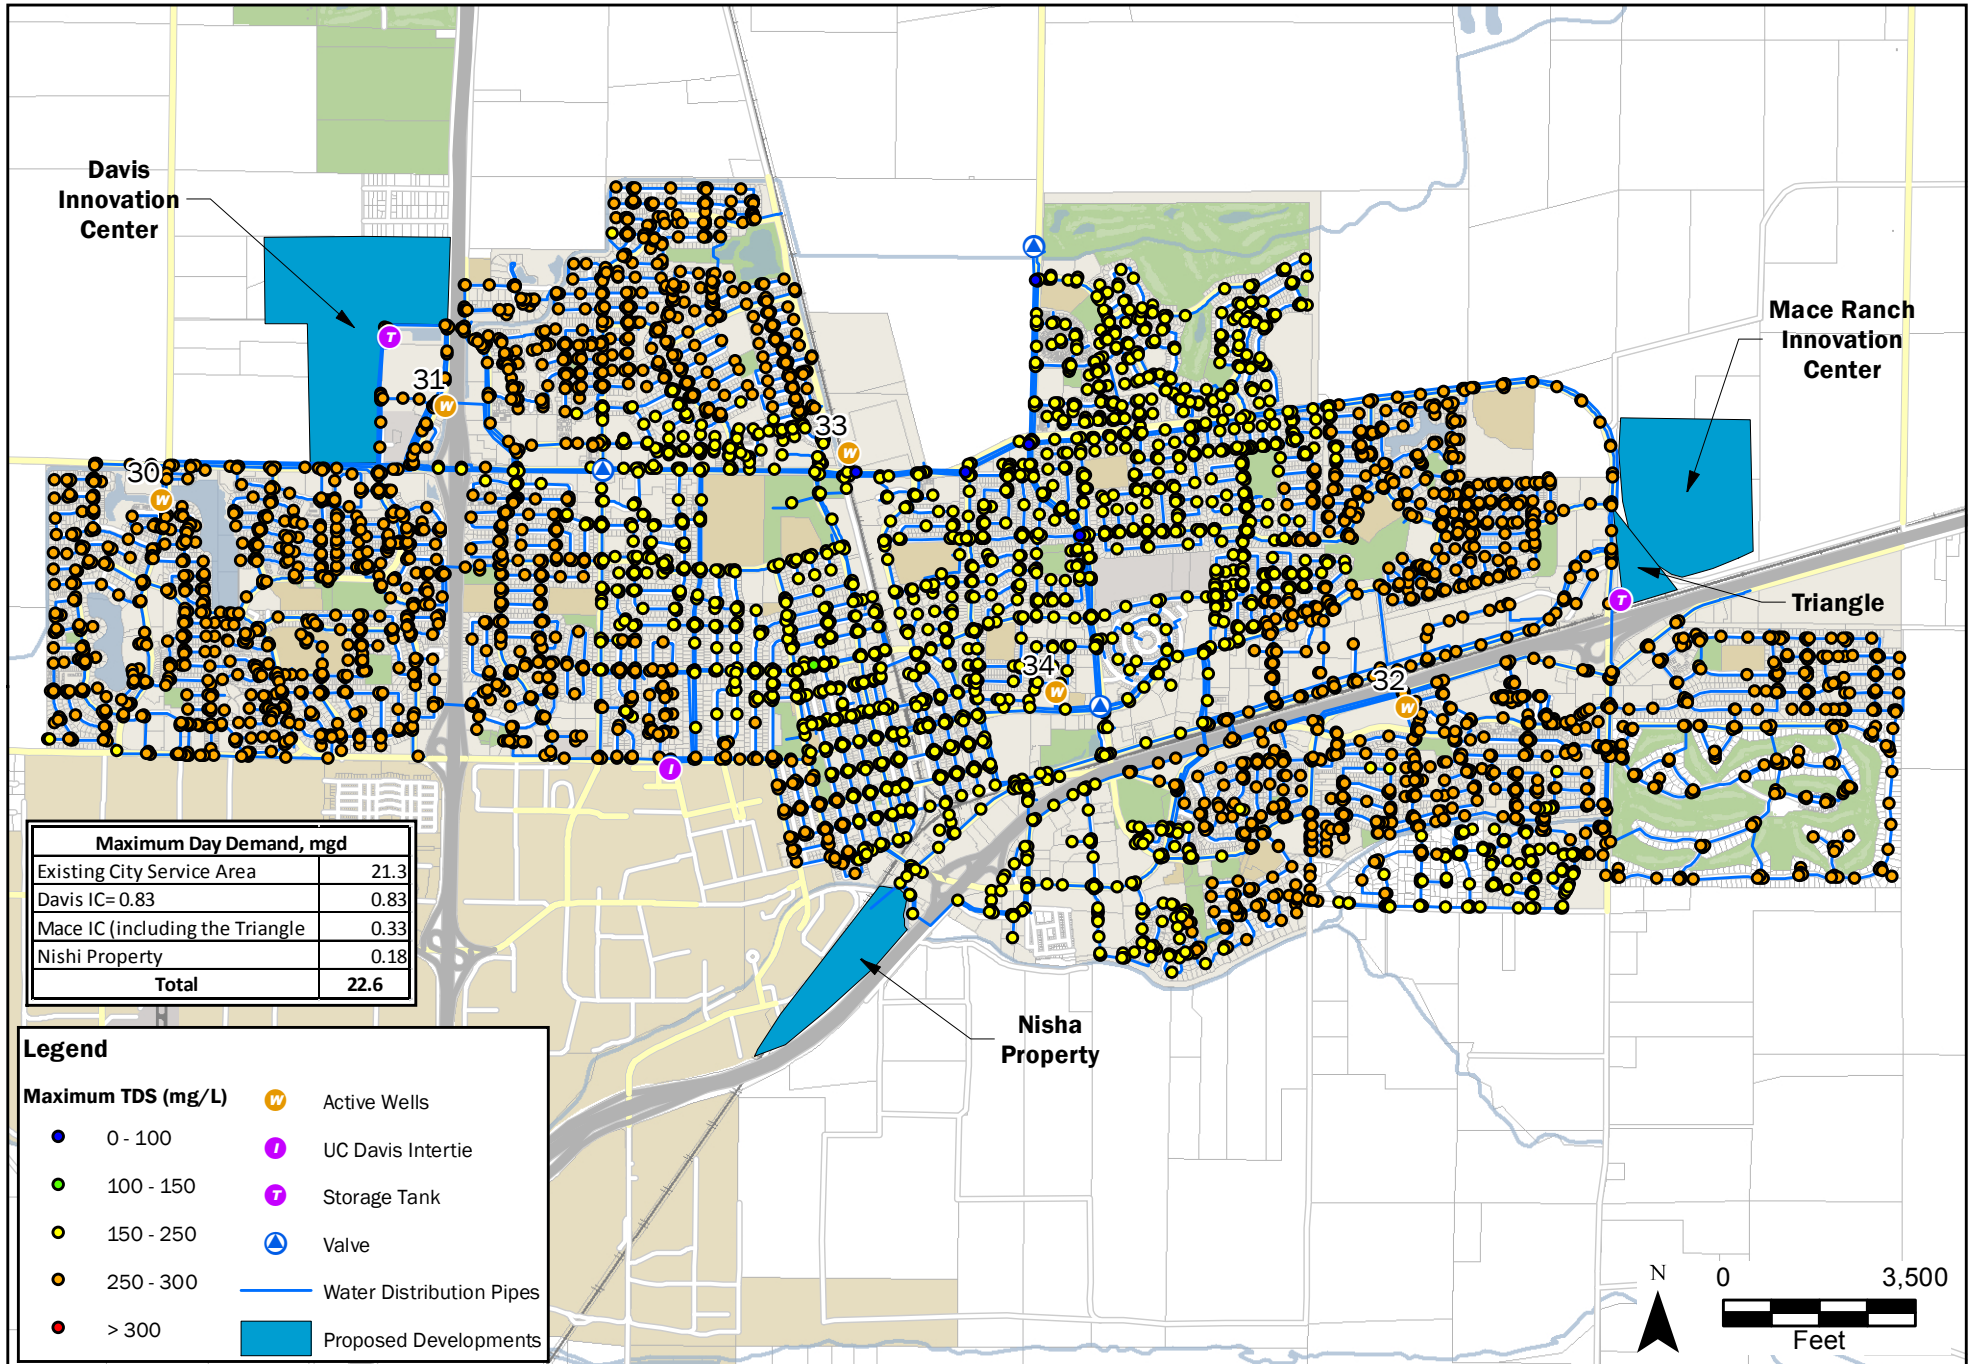 Davis
Innovation
Center
Mace Ranch
Innovation
Center
T
31
W
33
W
30
W
T
Triangle
34
W
32
W
I
Maximum Day Demand, mgd
Existing City Service Area 21.3
Davis IC= 0.83 0.83
Mace IC (including the Triangle 0.33
Nishi Property 0.18
Total 22.6
Nisha
Property
Legend
Maximum TDS (mg/L)
0 - 100
100 - 150
150 - 250
250 - 300
> 300
W Active Wells
I UC Davis Intertie
T Storage Tank
Valve
Water Distribution Pipes
Proposed Developments
N
0 3,500
Feet